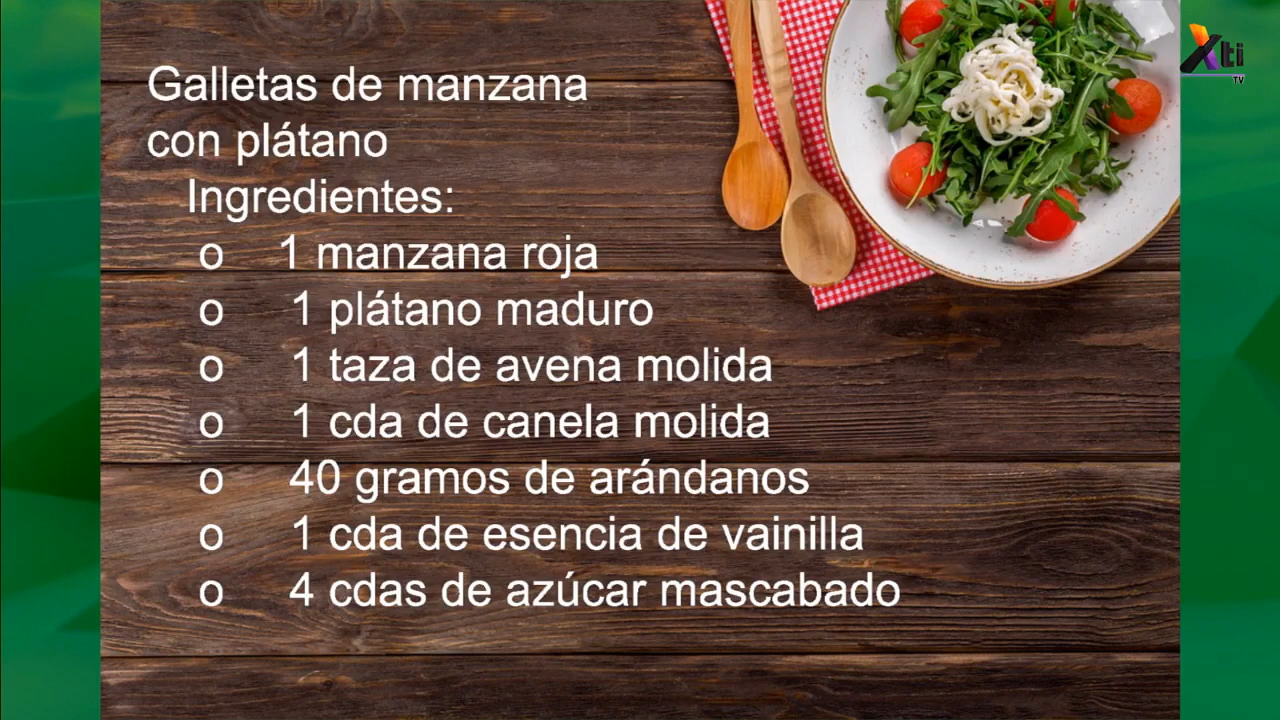 Galletas de manzana
con plátano
Ingredientes:
o 1 manzana roja
o 1 plátano maduro
o 1 taza de avena molida
o 1 cda de canela molida
o 40 gramos de arándanos
o 1 cda de esencia de vainilla
o 4 cdas de azúcar mascabado
Xti
TV